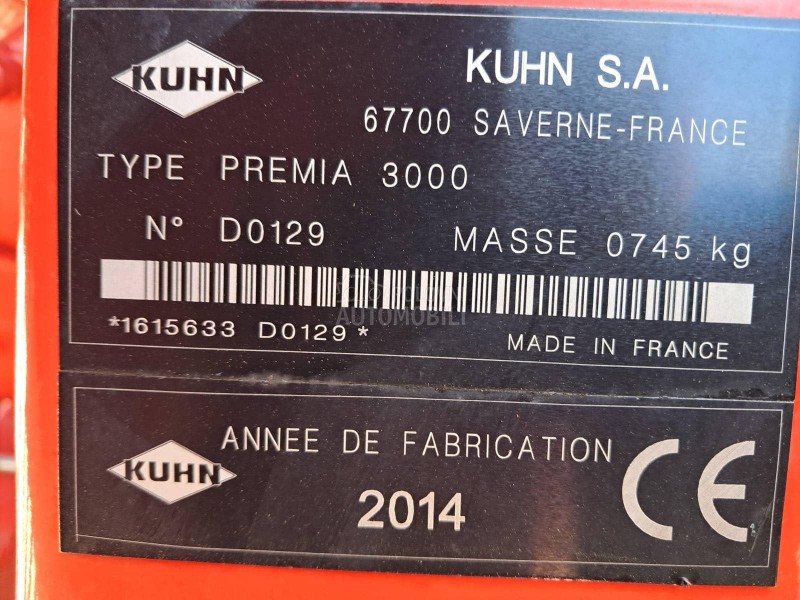 KUHN
KUHN S.A.
67700 SAVERNE-FRANCE
TYPE PREMIA 3000
N° D0129 MASSE 0745 kg
*1615633 D0129*
MADE IN FRANCE
AUTOMOBILI
KUHN
ANNEE DE FABRICATION
2014
CE